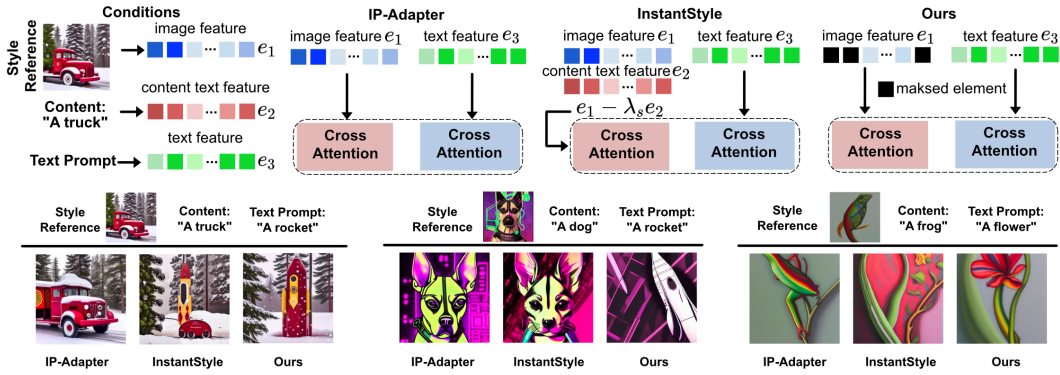 Conditions
IP-Adapter
InstantStyle
Ours
Style
Reference
image feature
e₁
Content:
"A truck"
content text feature
e₂
text feature
Text Prompt
e₃
image feature e₁
text feature e₃
Cross
Attention
Cross
Attention
image feature e₁
text feature e₃
content text feature e₂
e₁ − λₛe₂
Cross
Attention
Cross
Attention
image feature e₁
text feature e₃
maksed element
Cross
Attention
Cross
Attention
Style
Reference
Content:
"A truck"
Text Prompt:
"A rocket"
IP-Adapter
InstantStyle
Ours
Style
Reference
Content:
"A dog"
Text Prompt:
"A rocket"
IP-Adapter
InstantStyle
Ours
Style
Reference
Content:
"A frog"
Text Prompt:
"A flower"
IP-Adapter
InstantStyle
Ours